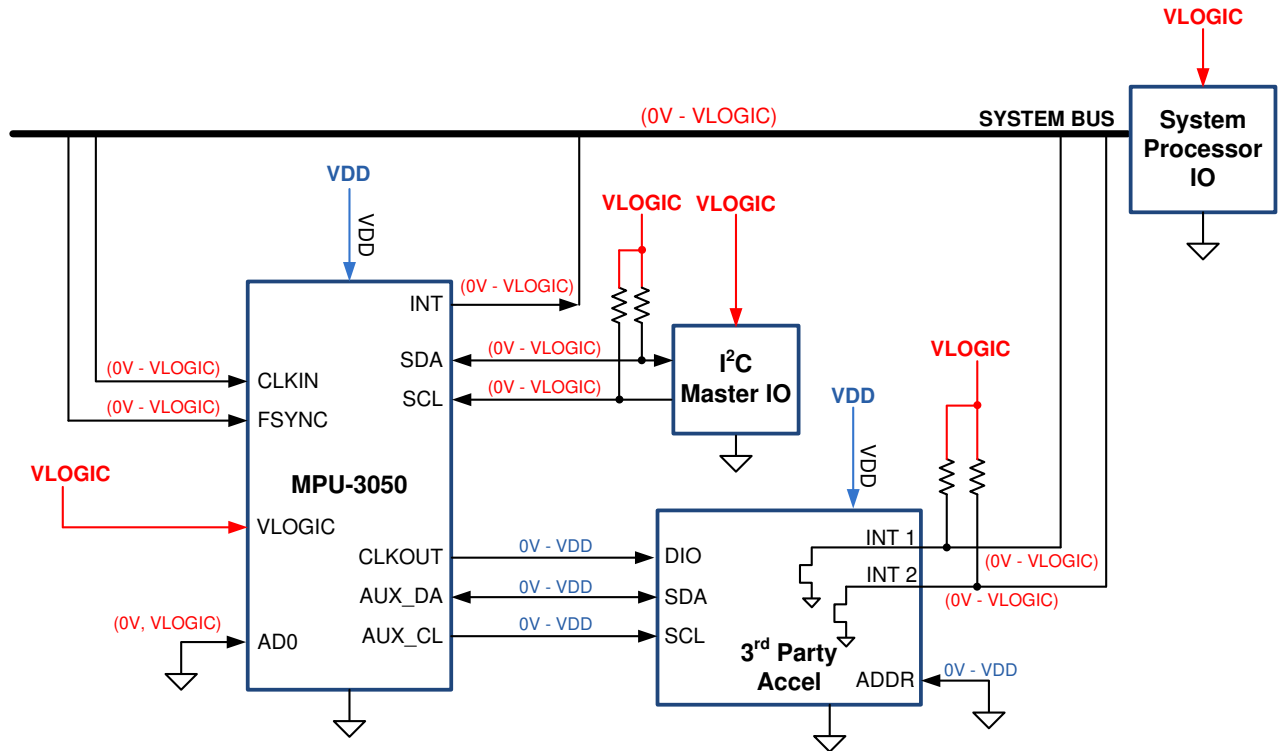 VLOGIC
(0V - VLOGIC)
SYSTEM BUS
System
Processor
IO
VDD
VDD
VLOGIC
VLOGIC
INT
(0V - VLOGIC)
SDA
(0V - VLOGIC)
I²C
Master IO
(0V - VLOGIC)
CLKIN
SCL
(0V - VLOGIC)
(0V - VLOGIC)
FSYNC
VLOGIC
VDD
VDD
VLOGIC
MPU-3050
VLOGIC
CLKOUT
0V - VDD
DIO
INT 1
(0V - VLOGIC)
AUX_DA
0V - VDD
SDA
INT 2
(0V - VLOGIC)
(0V, VLOGIC)
AD0
AUX_CL
0V - VDD
SCL
3rd Party
Accel
ADDR
0V - VDD